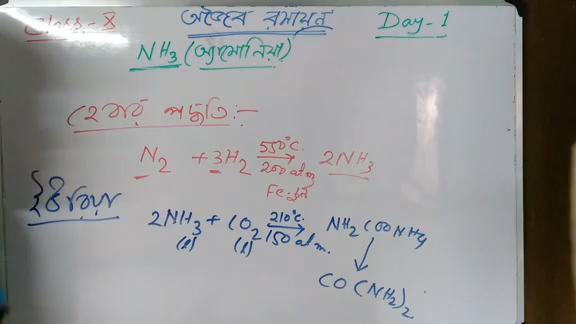 Class-X অজৈব রসায়ন Day-1
NH3 (অ্যামোনিয়া)
হেবার পদ্ধতি:-
N2 + 3H2 550°C. 200 atm Fe-চূর্ণ 2NH3
ইউরিয়া
2NH3 + CO2 210°C. 150 atm. NH2COONH4
(l) (l)
↓
CO(NH2)2